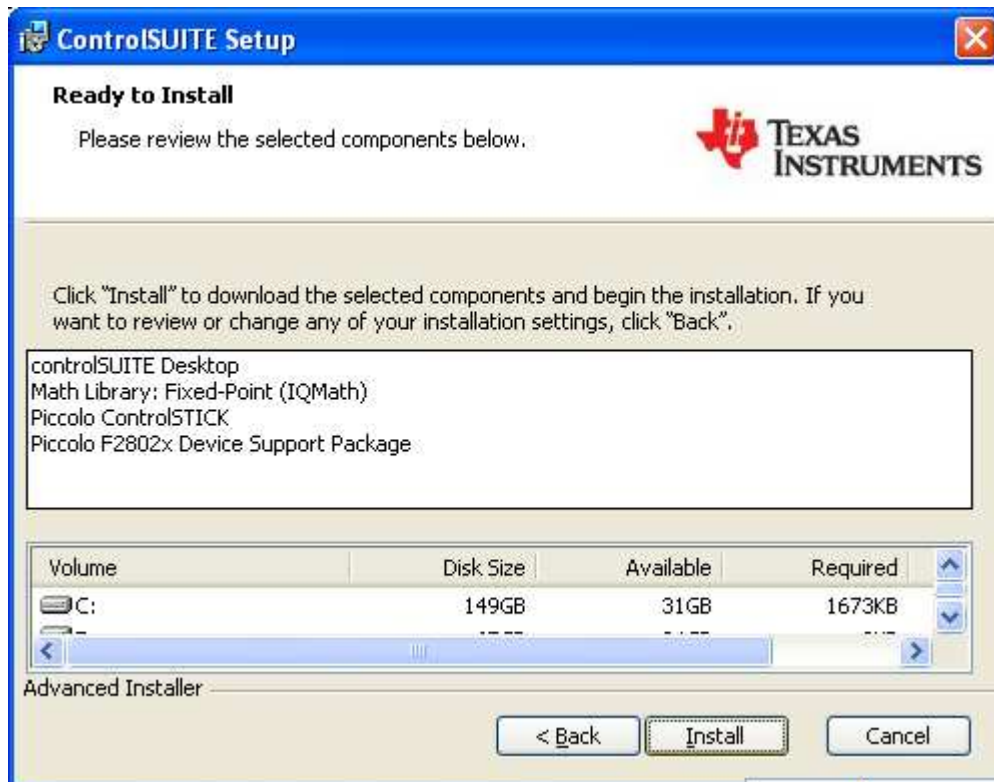 ControlSUITE Setup
Ready to Install
Please review the selected components below.
TEXAS
INSTRUMENTS
Click "Install" to download the selected components and begin the installation. If you
want to review or change any of your installation settings, click "Back".
controlSUITE Desktop
Math Library: Fixed-Point (IQMath)
Piccolo ControlSTICK
Piccolo F2802x Device Support Package
Volume Disk Size Available Required
C: 149GB 31GB 1673KB
Advanced Installer
< Back Install Cancel